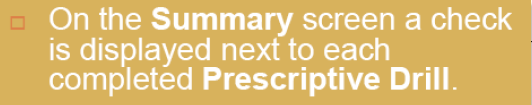 On the Summary screen a check
is displayed next to each
completed Prescriptive Drill.